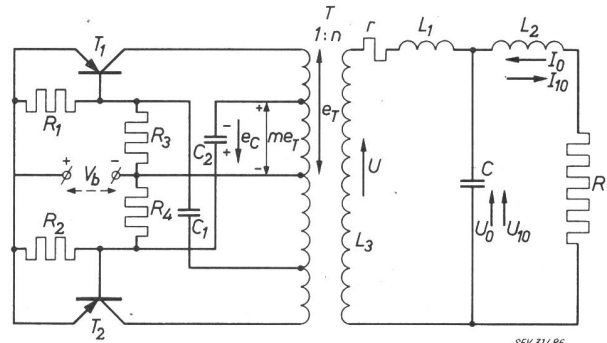 T
1:n
T1
r
L1
L2
I0
I10
R1
R3
C2
eC
meT
eT
+
−
−
+
+
−
Vb
−
U
C
R
R4
C1
U0
U10
R2
L3
T2